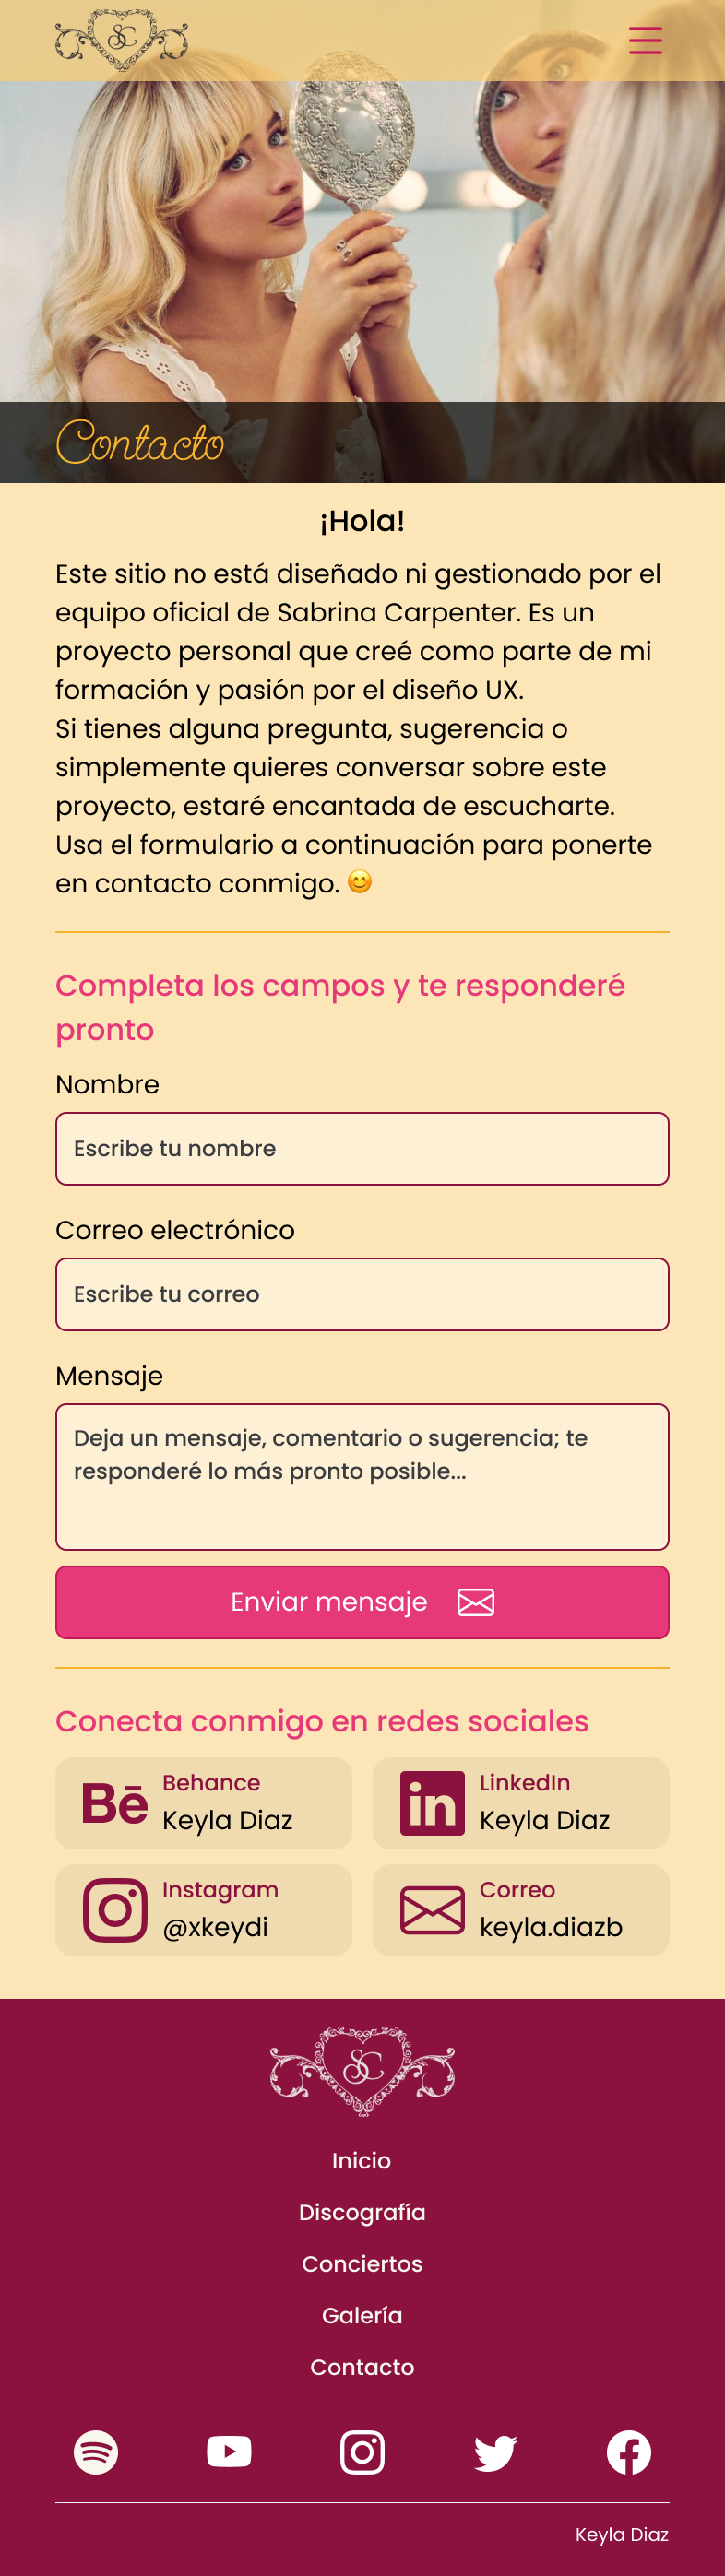 SC
Contacto
¡Hola!
Este sitio no está diseñado ni gestionado por el
equipo oficial de Sabrina Carpenter. Es un
proyecto personal que creé como parte de mi
formación y pasión por el diseño UX.
Si tienes alguna pregunta, sugerencia o
simplemente quieres conversar sobre este
proyecto, estaré encantada de escucharte.
Usa el formulario a continuación para ponerte
en contacto conmigo. 😊
Completa los campos y te responderé
pronto
Nombre
Escribe tu nombre
Correo electrónico
Escribe tu correo
Mensaje
Deja un mensaje, comentario o sugerencia; te
responderé lo más pronto posible...
Enviar mensaje
Conecta conmigo en redes sociales
Bē
Behance
Keyla Diaz
in
LinkedIn
Keyla Diaz
Instagram
@xkeydi
Correo
keyla.diazb
SC
Inicio
Discografía
Conciertos
Galería
Contacto
Keyla Diaz